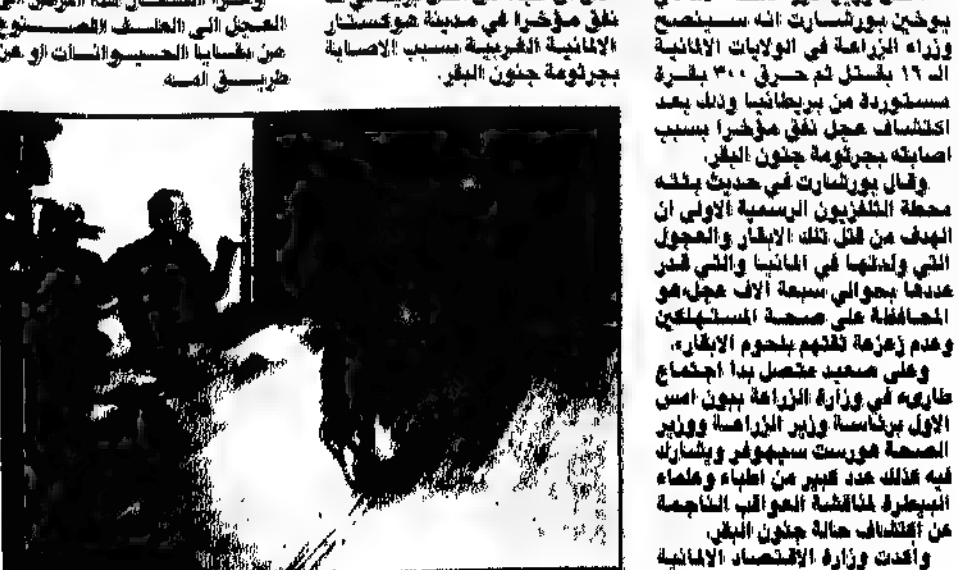 يوخين بورشارت انه سينصح
وزراء الزراعة في الولايات الالمانية
الـ ١٦ بقتل ثم حرق ٣٠٠ بقرة
مستوردة من بريطانيا وذلك بعد
اكتشاف عجل نفق مؤخرا بسبب
اصابته بجرثومة جنون البقر.
وقال بورشارت في حديث بثته
محطة التلفزيون الرسمية الاولى ان
الهدف من قتل تلك الابقار والعجول
التي ولدتها في المانيا والتي قدر
عددها بحوالي سبعة الاف عجل هو
المحافظة على صحة المستهلكين
وعدم زعزعة ثقتهم بلحوم الابقار».
وعلى صعيد متصل بدا اجتماع
طارىء في وزارة الزراعة ببون امس
الاول برئاسة وزير الزراعة ووزير
الصحة هورست سيهوفر ويشارك
فيه كذلك عدد كبير من اطباء وعلماء
البيطرة لمناقشة العواقب الناجمة
عن اكتشاف حالة جنون البقر.
وأكدت وزارة الاقتصاد الالمانية
نفق مؤخرا في مدينة هوكستار
الالمانية الغربية بسبب الاصابة
بجرثومة جنون البقر.
العجل الى العلف المصنوع
من بقايا الحيوانات او عن
طريق امه.